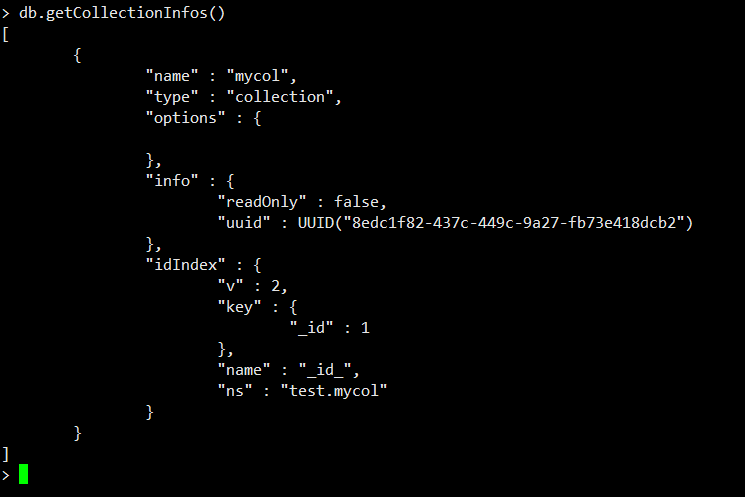 > db.getCollectionInfos()
[
        {
                "name" : "mycol",
                "type" : "collection",
                "options" : {

                },
                "info" : {
                        "readOnly" : false,
                        "uuid" : UUID("8edc1f82-437c-449c-9a27-fb73e418dcb2")
                },
                "idIndex" : {
                        "v" : 2,
                        "key" : {
                                "_id" : 1
                        },
                        "name" : "_id_",
                        "ns" : "test.mycol"
                }
        }
]
>